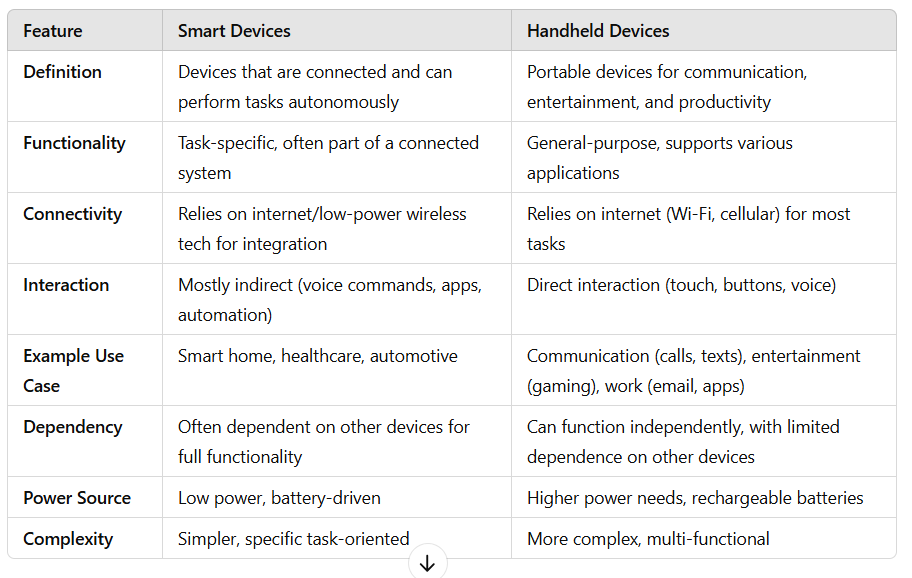 Feature Smart Devices Handheld Devices
Definition Devices that are connected and can Portable devices for communication,
perform tasks autonomously entertainment, and productivity
Functionality Task-specific, often part of a connected General-purpose, supports various
system applications
Connectivity Relies on internet/low-power wireless Relies on internet (Wi-Fi, cellular) for most
tech for integration tasks
Interaction Mostly indirect (voice commands, apps, Direct interaction (touch, buttons, voice)
automation)
Example Use Smart home, healthcare, automotive Communication (calls, texts), entertainment
Case (gaming), work (email, apps)
Dependency Often dependent on other devices for Can function independently, with limited
full functionality dependence on other devices
Power Source Low power, battery-driven Higher power needs, rechargeable batteries
Complexity Simpler, specific task-oriented More complex, multi-functional